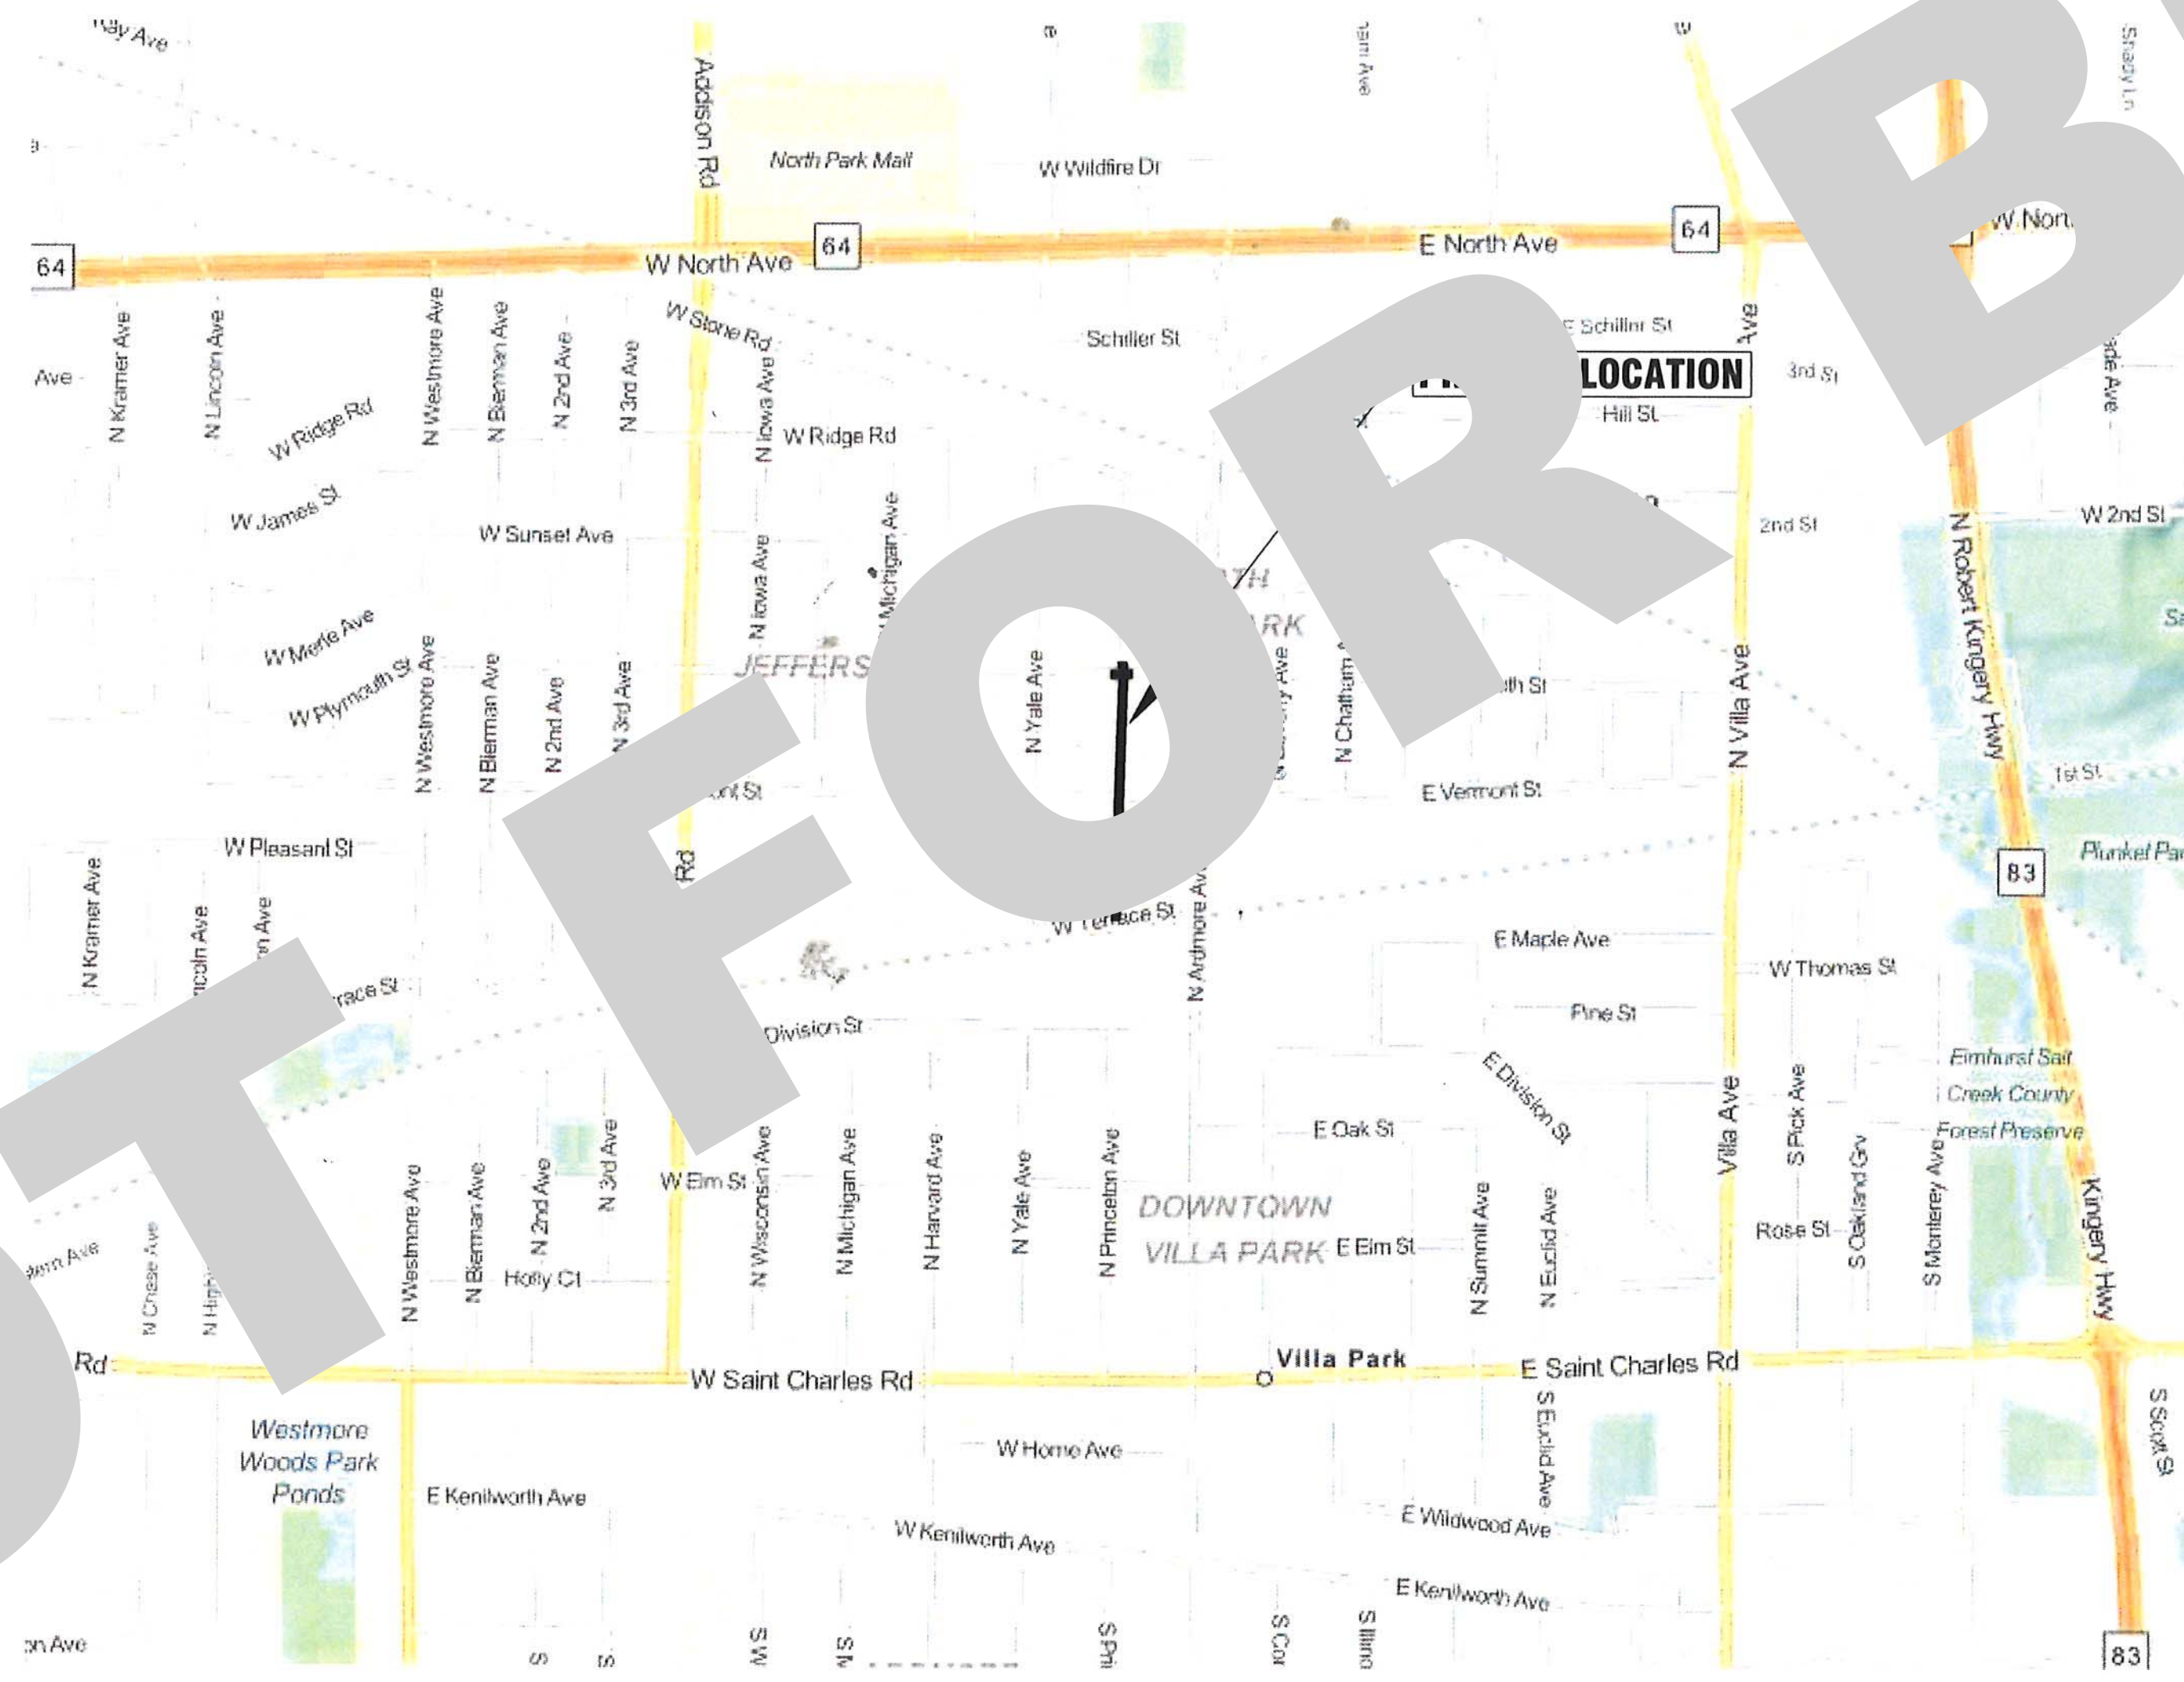 Addison Rd
North Park Mall
W Wildfire Dr
64
64
64
W North Ave
E North Ave
N Kramer Ave
N Lincoln Ave
N Westmore Ave
N Bierman Ave
N 2nd Ave
N 3rd Ave
W Stone Rd
N Iowa Ave
Schiller St
E Schiller St
Ave
LOCATION
3rd St
Ave
Hill St
W Ridge Rd
W Ridge Rd
W James St
W Sunset Ave
N Iowa Ave
Michigan Ave
2nd St
W 2nd St
N Robert Kingery Hwy
W Merle Ave
W Plymouth St
N Westmore Ave
N Bierman Ave
N 2nd Ave
N 3rd Ave
N Yale Ave
N Villa Ave
E Vermont St
1st St
W Pleasant St
Rd
83
N Kramer Ave
W Terrace St
N Ardmore Ave
E Maple Ave
W Thomas St
Division St
Pine St
E Division St
Elmhurst Salt
Creek County
Forest Preserve
E Oak St
Villa Ave
S Pick Ave
S Oakland Grv
S Monterey Ave
Kingery Hwy
N Westmore Ave
N Bierman Ave
N 2nd Ave
N 3rd Ave
W Elm St
N Wisconsin Ave
N Michigan Ave
N Harvard Ave
N Yale Ave
N Princeton Ave
DOWNTOWN
VILLA PARK
E Elm St
N Summit Ave
N Euclid Ave
Rose St
N Chase Ave
Holly Ct
Rd
W Saint Charles Rd
Villa Park
E Saint Charles Rd
Westmore
Woods Park
Ponds
W Home Ave
S Euclid Ave
S Scott St
E Kenilworth Ave
W Kenilworth Ave
E Wildwood Ave
E Kenilworth Ave
83
FOR